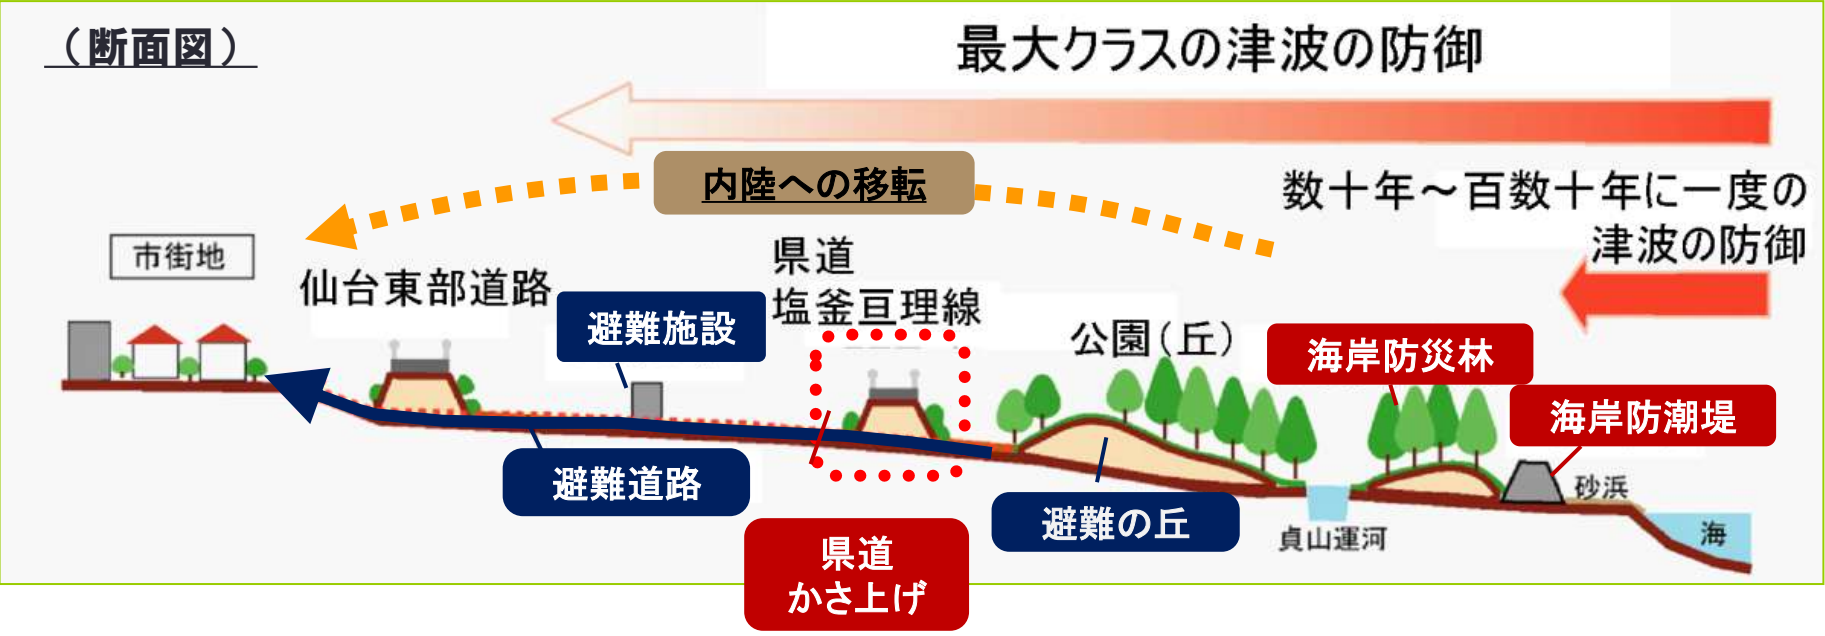 （断面図）
最大クラスの津波の防御
内陸への移転
数十年～百数十年に一度の
津波の防御
市街地
仙台東部道路
避難施設
県道
塩釜亘理線
公園（丘）
海岸防災林
海岸防潮堤
避難道路
避難の丘
砂浜
貞山運河
海
県道
かさ上げ